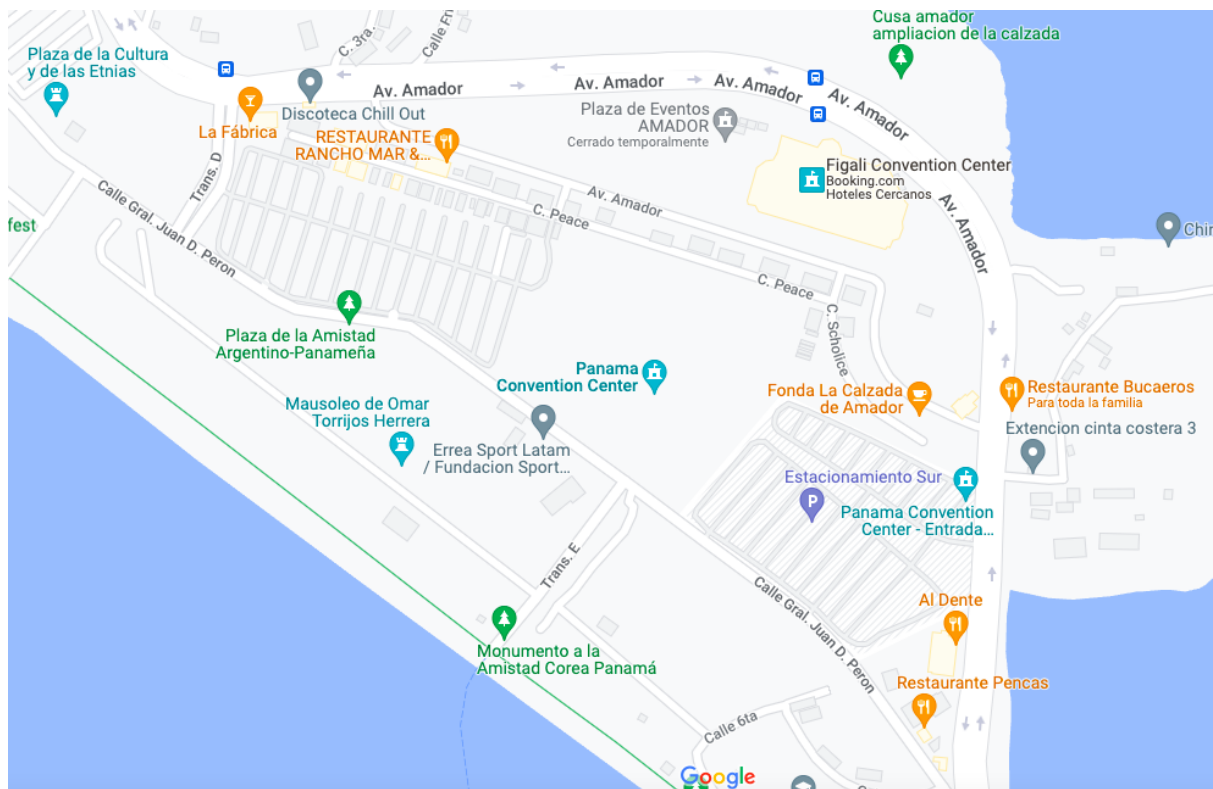 Cusa amador
ampliacion de la calzada
C. 3ra.
Calle Fri
Plaza de la Cultura
y de las Etnias
Av. Amador
Av. Amador
Av. Amador
Av. Amador
Discoteca Chill Out
La Fábrica
RESTAURANTE
RANCHO MAR &...
Plaza de Eventos
AMADOR
Cerrado temporalmente
Figali Convention Center
Booking.com
Hoteles Cercanos
Trans. D
Av. Amador
C. Peace
Av. Amador
fest
Calle Gral. Juan D. Peron
Chir
C. Peace
C. Scholice
Plaza de la Amistad
Argentino-Panameña
Panama
Convention Center
Fonda La Calzada
de Amador
Restaurante Bucaeros
Para toda la familia
Mausoleo de Omar
Torrijos Herrera
Errea Sport Latam
/ Fundacion Sport...
Extencion cinta costera 3
Estacionamiento Sur
P
Panama Convention
Center - Entrada...
Trans. E
Calle Gral. Juan D. Peron
Al Dente
Monumento a la
Amistad Corea Panamá
Restaurante Pencas
Calle 6ta
Google